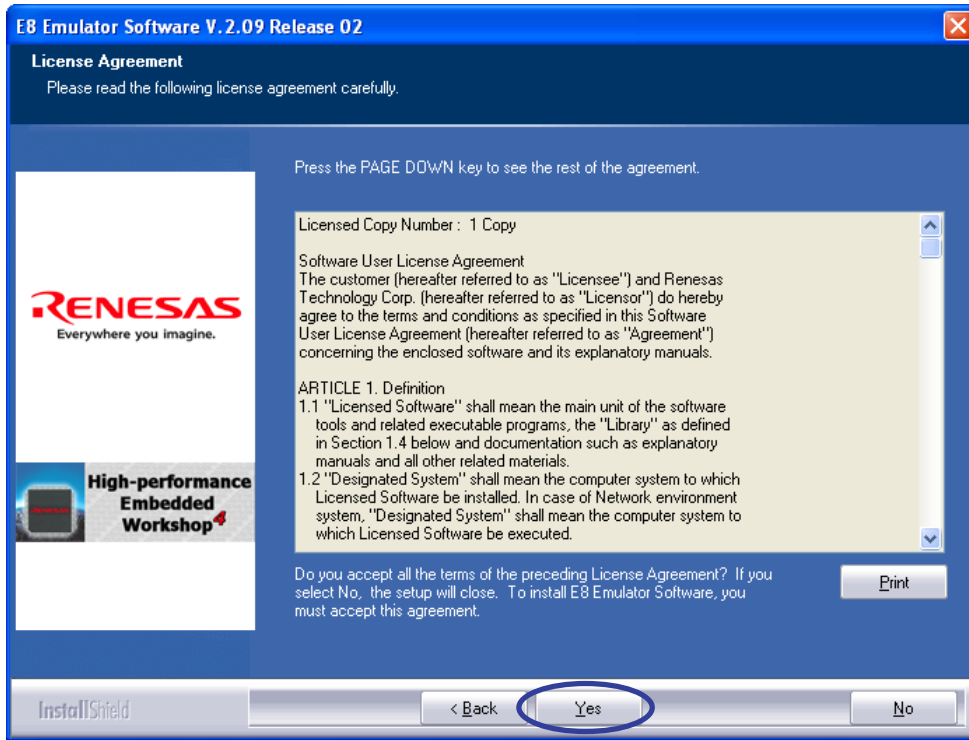 E8 Emulator Software V.2.09 Release 02
License Agreement
Please read the following license agreement carefully.
Press the PAGE DOWN key to see the rest of the agreement.
Licensed Copy Number :  1 Copy
Software User License Agreement
The customer (hereafter referred to as "Licensee") and Renesas
Technology Corp. (hereafter referred to as "Licensor") do hereby
agree to the terms and conditions as specified in this Software
User License Agreement (hereafter referred to as "Agreement")
concerning the enclosed software and its explanatory manuals.
ARTICLE 1. Definition
1.1 "Licensed Software" shall mean the main unit of the software
tools and related executable programs, the "Library" as defined
in Section 1.4 below and documentation such as explanatory
manuals and all other related materials.
1.2 "Designated System" shall mean the computer system to which
Licensed Software be installed. In case of Network environment
system, "Designated System" shall mean the computer system to
which Licensed Software be executed.
RENESAS
Everywhere you imagine.
High-performance
Embedded
Workshop4
Do you accept all the terms of the preceding License Agreement?  If you
select No,  the setup will close.  To install E8 Emulator Software, you
must accept this agreement.
Print
InstallShield
< Back
Yes
No